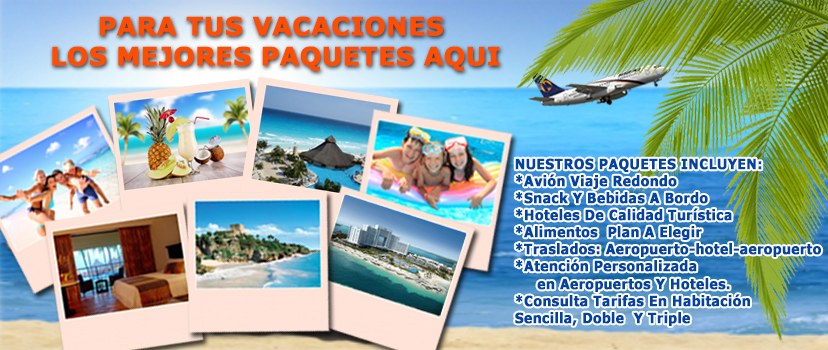 PARA TUS VACACIONES
LOS MEJORES PAQUETES AQUI
NUESTROS PAQUETES INCLUYEN:
*Avión Viaje Redondo
*Snack Y Bebidas A Bordo
*Hoteles De Calidad Turística
*Alimentos Plan A Elegir
*Traslados: Aeropuerto-hotel-aeropuerto
*Atención Personalizada
en Aeropuertos Y Hoteles.
*Consulta Tarifas En Habitación
Sencilla, Doble Y Triple